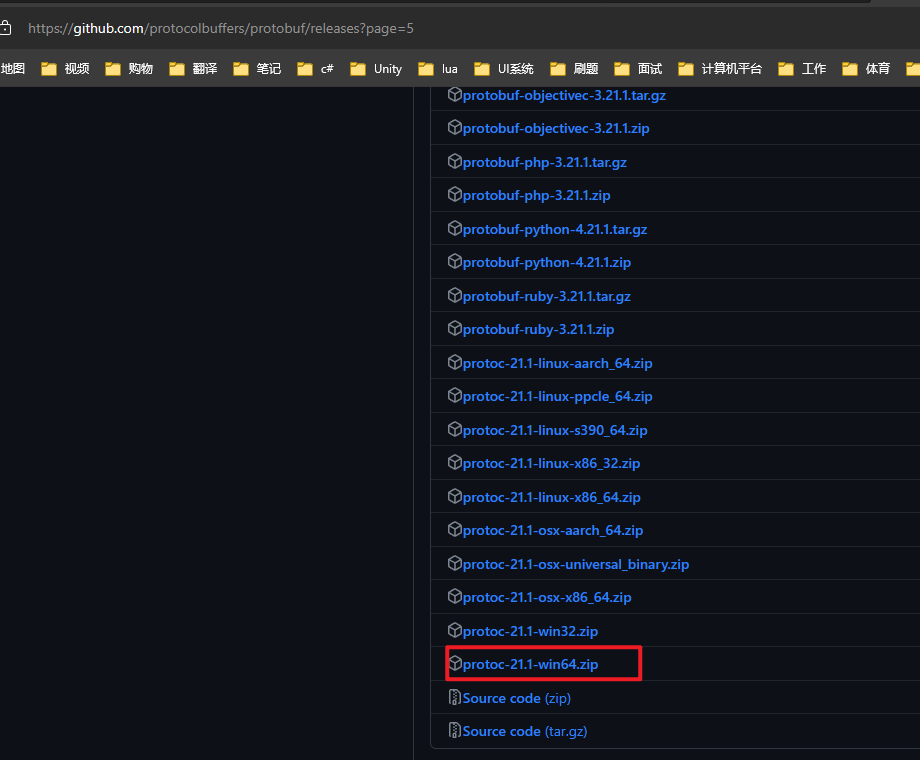 https://github.com/protocolbuffers/protobuf/releases?page=5
地图 视频 购物 翻译 笔记 c# Unity lua UI系统 刷题 面试 计算机平台 工作 体育
protobuf-objectivec-3.21.1.tar.gz
protobuf-objectivec-3.21.1.zip
protobuf-php-3.21.1.tar.gz
protobuf-php-3.21.1.zip
protobuf-python-4.21.1.tar.gz
protobuf-python-4.21.1.zip
protobuf-ruby-3.21.1.tar.gz
protobuf-ruby-3.21.1.zip
protoc-21.1-linux-aarch_64.zip
protoc-21.1-linux-ppcle_64.zip
protoc-21.1-linux-s390_64.zip
protoc-21.1-linux-x86_32.zip
protoc-21.1-linux-x86_64.zip
protoc-21.1-osx-aarch_64.zip
protoc-21.1-osx-universal_binary.zip
protoc-21.1-osx-x86_64.zip
protoc-21.1-win32.zip
protoc-21.1-win64.zip
Source code (zip)
Source code (tar.gz)